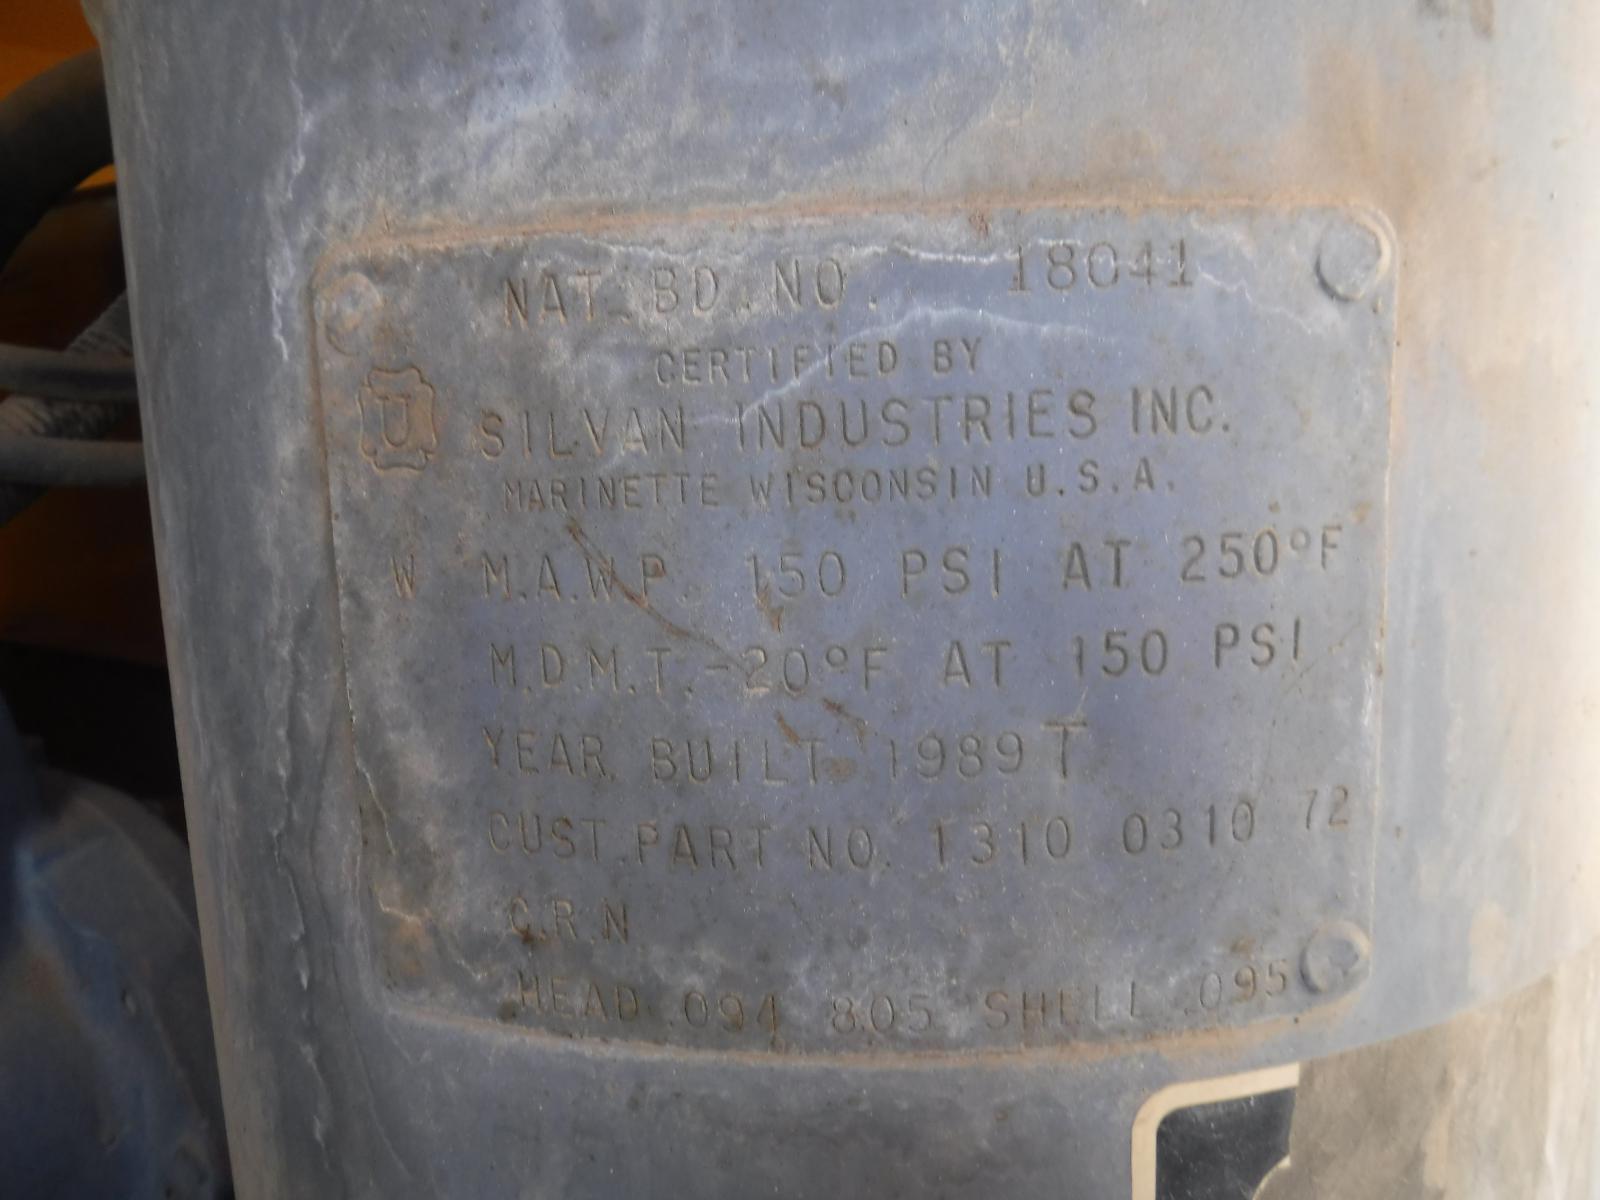 NAT. BD. NO. 18041
CERTIFIED BY
U
SILVAN INDUSTRIES INC.
MARINETTE WISCONSIN U.S.A.
W M.A.W.P. 150 PSI AT 250°F
M.D.M.T. -20°F AT 150 PSI
YEAR BUILT 1989 T
CUST. PART NO. 1310 0310 72
C.R.N.
HEAD .094 805 SHELL .095